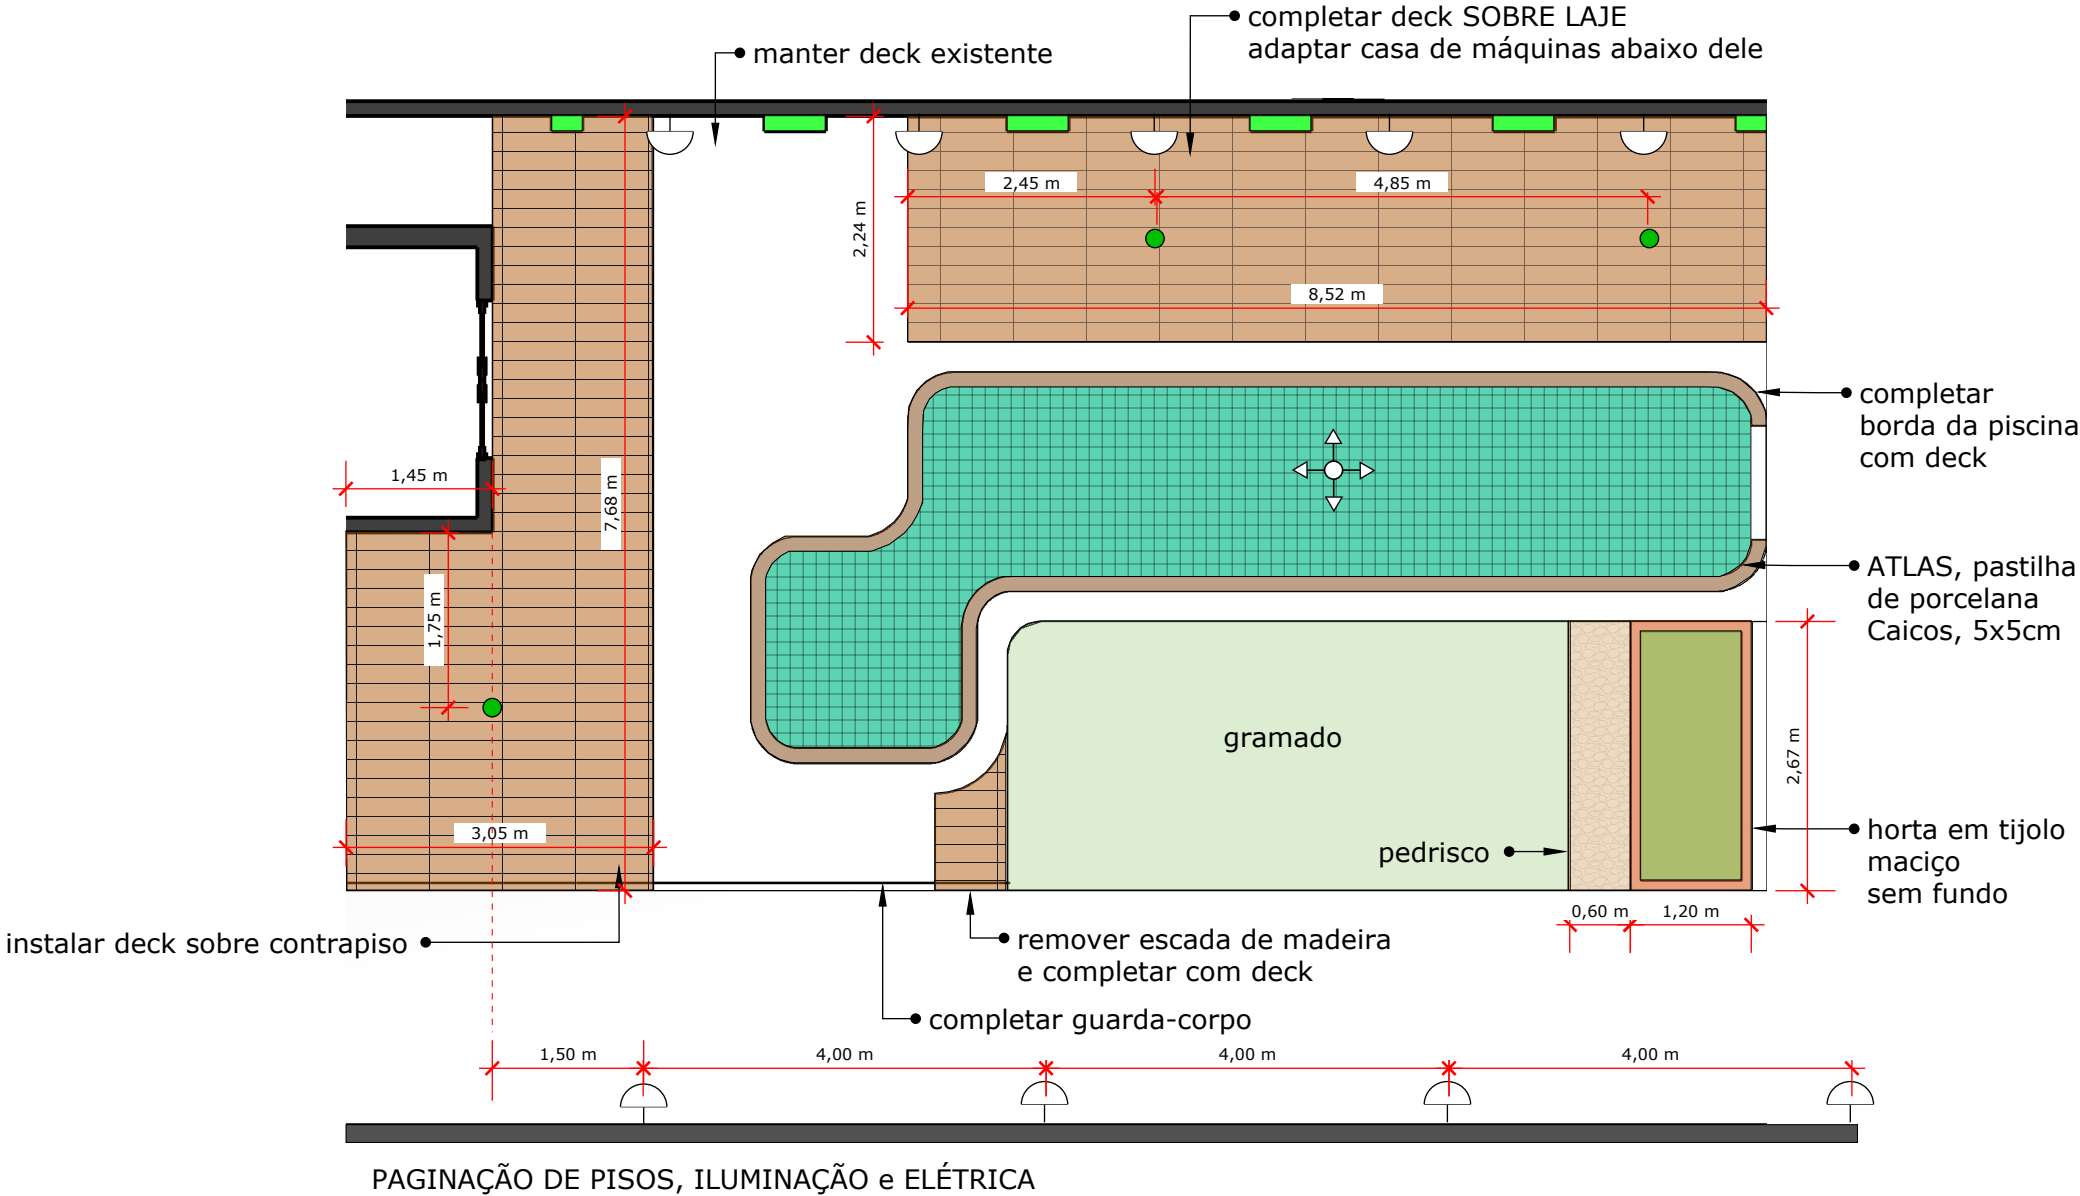 completar deck SOBRE LAJE
adaptar casa de máquinas abaixo dele
manter deck existente
2,45 m
4,85 m
2,24 m
8,52 m
completar
borda da piscina
com deck
1,45 m
7,68 m
ATLAS, pastilha
de porcelana
Caicos, 5x5cm
1,75 m
gramado
2,67 m
3,05 m
pedrisco
horta em tijolo
maciço
sem fundo
0,60 m
1,20 m
instalar deck sobre contrapiso
remover escada de madeira
e completar com deck
completar guarda-corpo
1,50 m
4,00 m
4,00 m
4,00 m
PAGINAÇÃO DE PISOS, ILUMINAÇÃO e ELÉTRICA